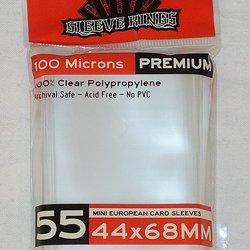 SLEEVE KINGS
100 Microns PREMIUM
100% Clear Polypropylene
Archival Safe - Acid Free - No PVC
55 MINI EUROPEAN CARD SLEEVES
44x68MM